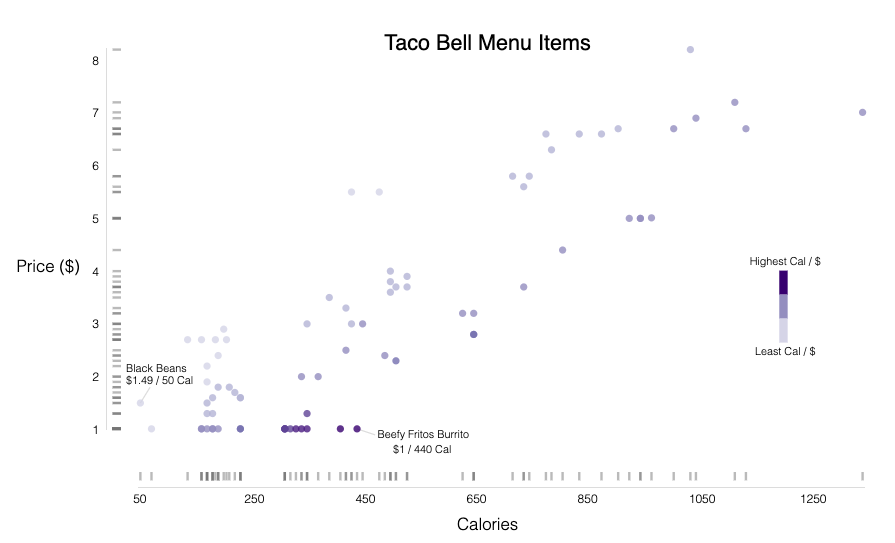 Taco Bell Menu Items
8
7
6
5
4
3
2
1
Price ($)
Highest Cal / $
Least Cal / $
Black Beans
$1.49 / 50 Cal
Beefy Fritos Burrito
$1 / 440 Cal
50 250 450 650 850 1050 1250
Calories